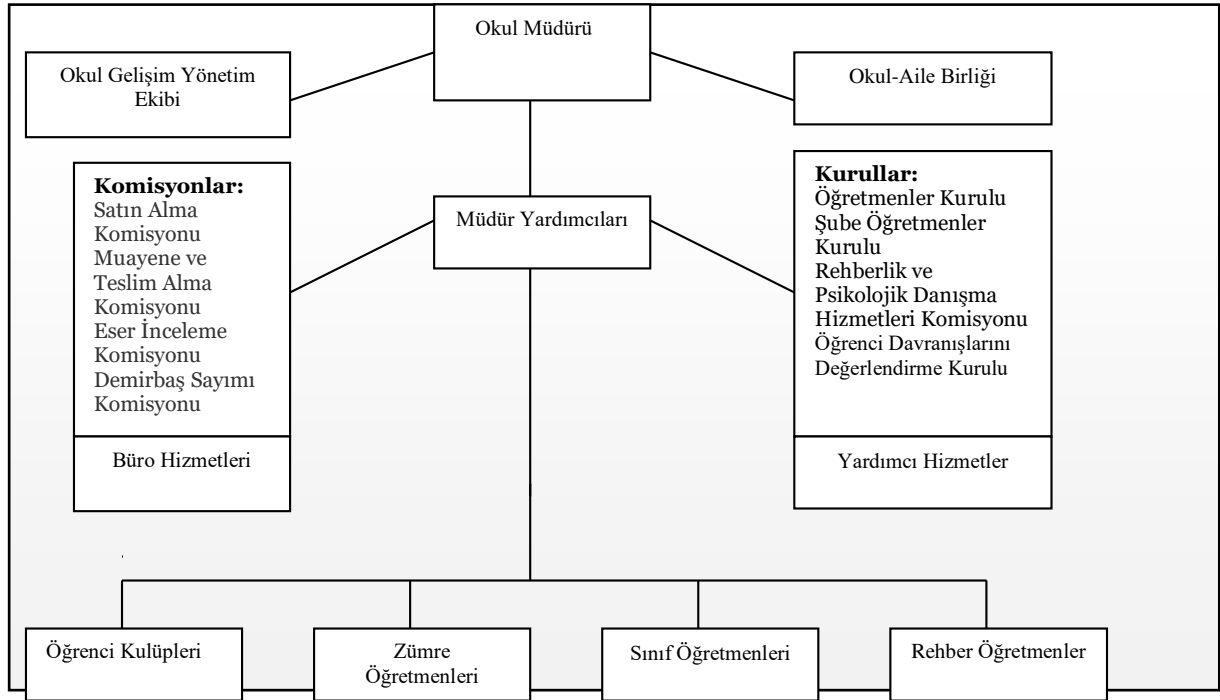 Okul Müdürü
Okul Gelişim Yönetim
Ekibi
Okul-Aile Birliği
Komisyonlar:
Satın Alma
Komisyonu
Muayene ve
Teslim Alma
Komisyonu
Eser İnceleme
Komisyonu
Demirbaş Sayımı
Komisyonu
Müdür Yardımcıları
Kurullar:
Öğretmenler Kurulu
Şube Öğretmenler
Kurulu
Rehberlik ve
Psikolojik Danışma
Hizmetleri Komisyonu
Öğrenci Davranışlarını
Değerlendirme Kurulu
Büro Hizmetleri
Yardımcı Hizmetler
Öğrenci Kulüpleri
Zümre
Öğretmenleri
Sınıf Öğretmenleri
Rehber Öğretmenler